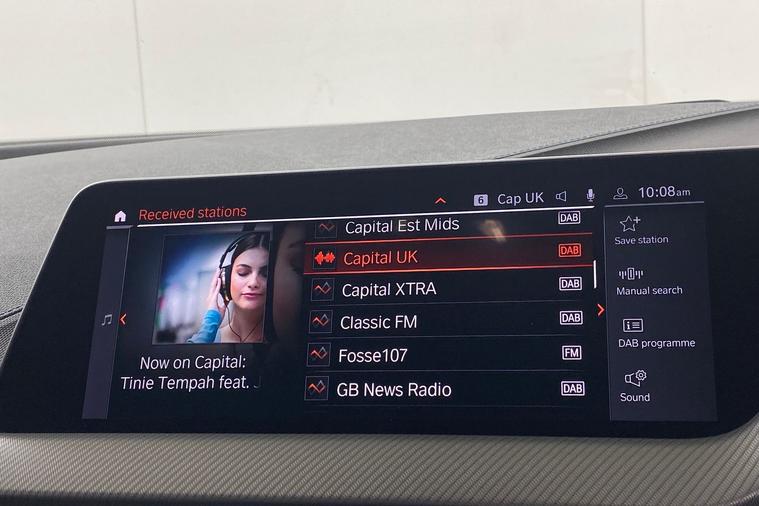 Received stations
6 Cap UK
10:08am
Capital Est Mids DAB
Capital UK DAB
Capital XTRA DAB
Classic FM DAB
Fosse107 FM
GB News Radio DAB
Now on Capital:
Tinie Tempah feat.
Save station
Manual search
DAB programme
Sound